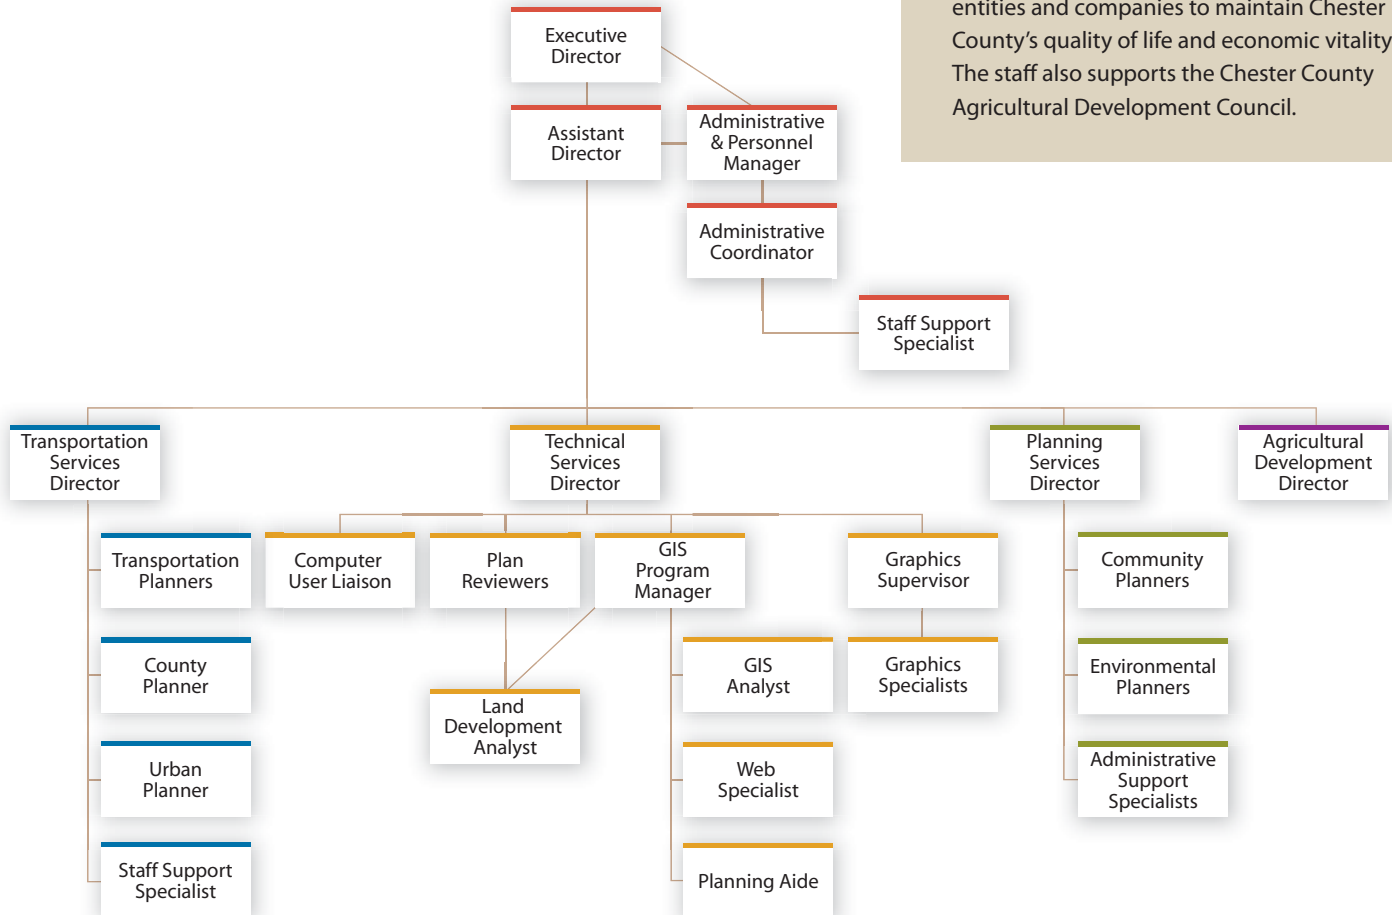 entities and companies to maintain Chester
County’s quality of life and economic vitality
The staff also supports the Chester County
Agricultural Development Council.
Executive
Director
Assistant
Director
Administrative
& Personnel
Manager
Administrative
Coordinator
Staff Support
Specialist
Transportation
Services
Director
Technical
Services
Director
Planning
Services
Director
Agricultural
Development
Director
Transportation
Planners
Computer
User Liaison
Plan
Reviewers
GIS
Program
Manager
Graphics
Supervisor
Community
Planners
County
Planner
GIS
Analyst
Graphics
Specialists
Environmental
Planners
Land
Development
Analyst
Urban
Planner
Web
Specialist
Administrative
Support
Specialists
Staff Support
Specialist
Planning Aide